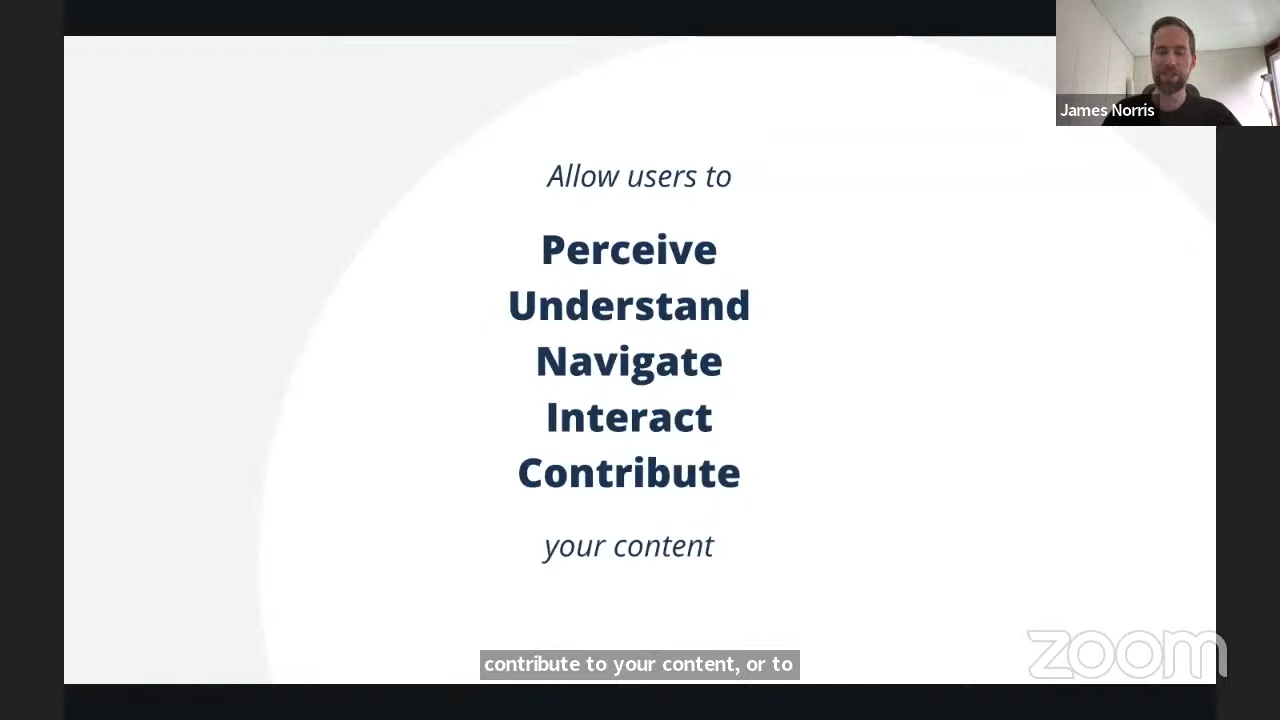 James Norris
Allow users to
Perceive
Understand
Navigate
Interact
Contribute
your content
contribute to your content, or to
zoom